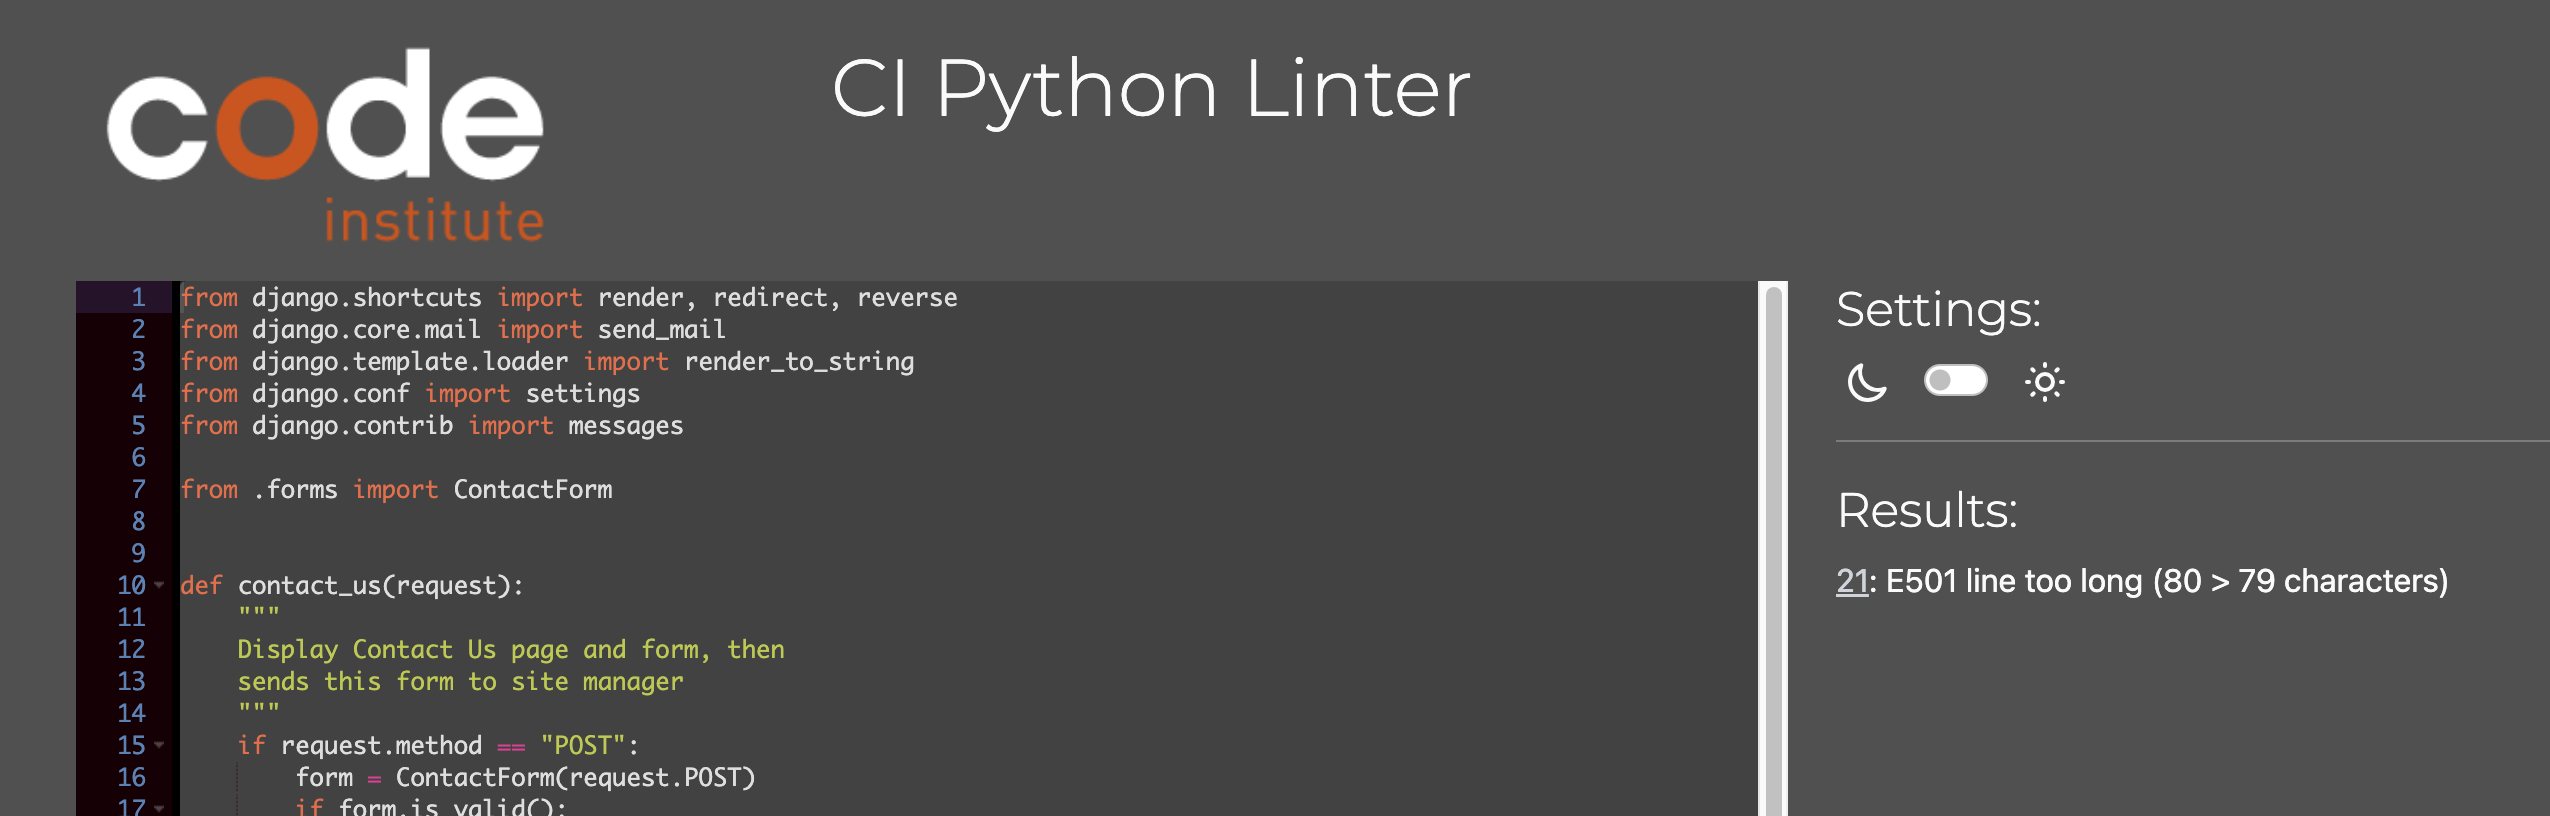 code
institute
CI Python Linter
1 from django.shortcuts import render, redirect, reverse
2 from django.core.mail import send_mail
3 from django.template.loader import render_to_string
4 from django.conf import settings
5 from django.contrib import messages
6
7 from .forms import ContactForm
8
9
10 def contact_us(request):
11 """
12 Display Contact Us page and form, then
13 sends this form to site manager
14 """
15 if request.method == "POST":
16 form = ContactForm(request.POST)
17 if form.is_valid():
Settings:
Results:
21: E501 line too long (80 > 79 characters)